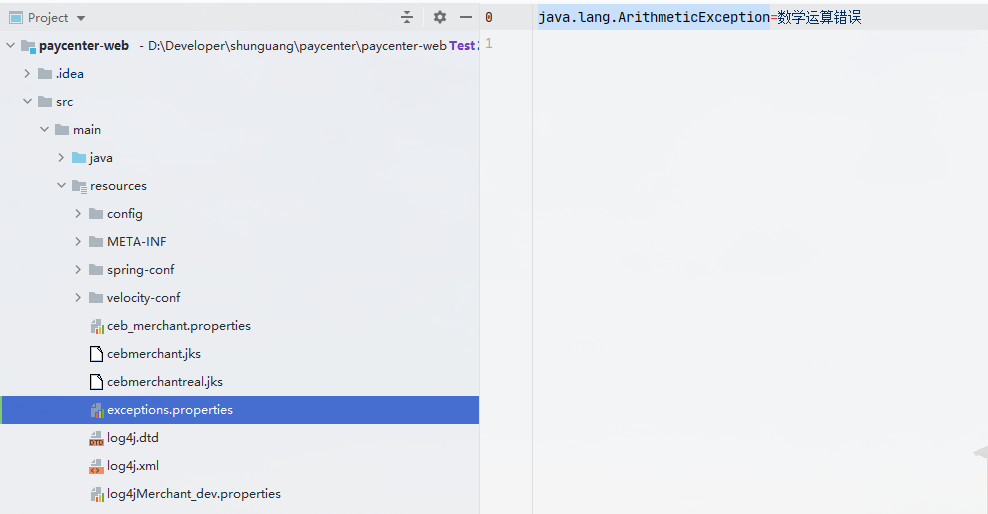 Project
paycenter-web - D:\Developer\shunguang\paycenter\paycenter-web Test
.idea
src
main
java
resources
config
META-INF
spring-conf
velocity-conf
ceb_merchant.properties
cebmerchant.jks
cebmerchantreal.jks
exceptions.properties
log4j.dtd
log4j.xml
log4jMerchant_dev.properties
0 java.lang.ArithmeticException=数学运算错误
1